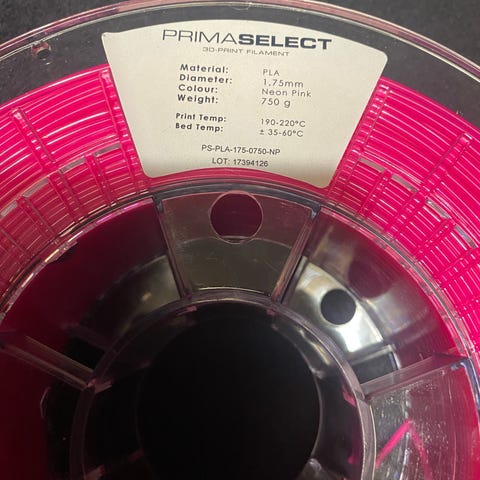 PRIMASELECT
3D-PRINT FILAMENT
Material: PLA
Diameter: 1.75mm
Colour: Neon Pink
Weight: 750 g
Print Temp: 190-220°C
Bed Temp: ± 35-60°C
PS-PLA-175-0750-NP
LOT: 17394126